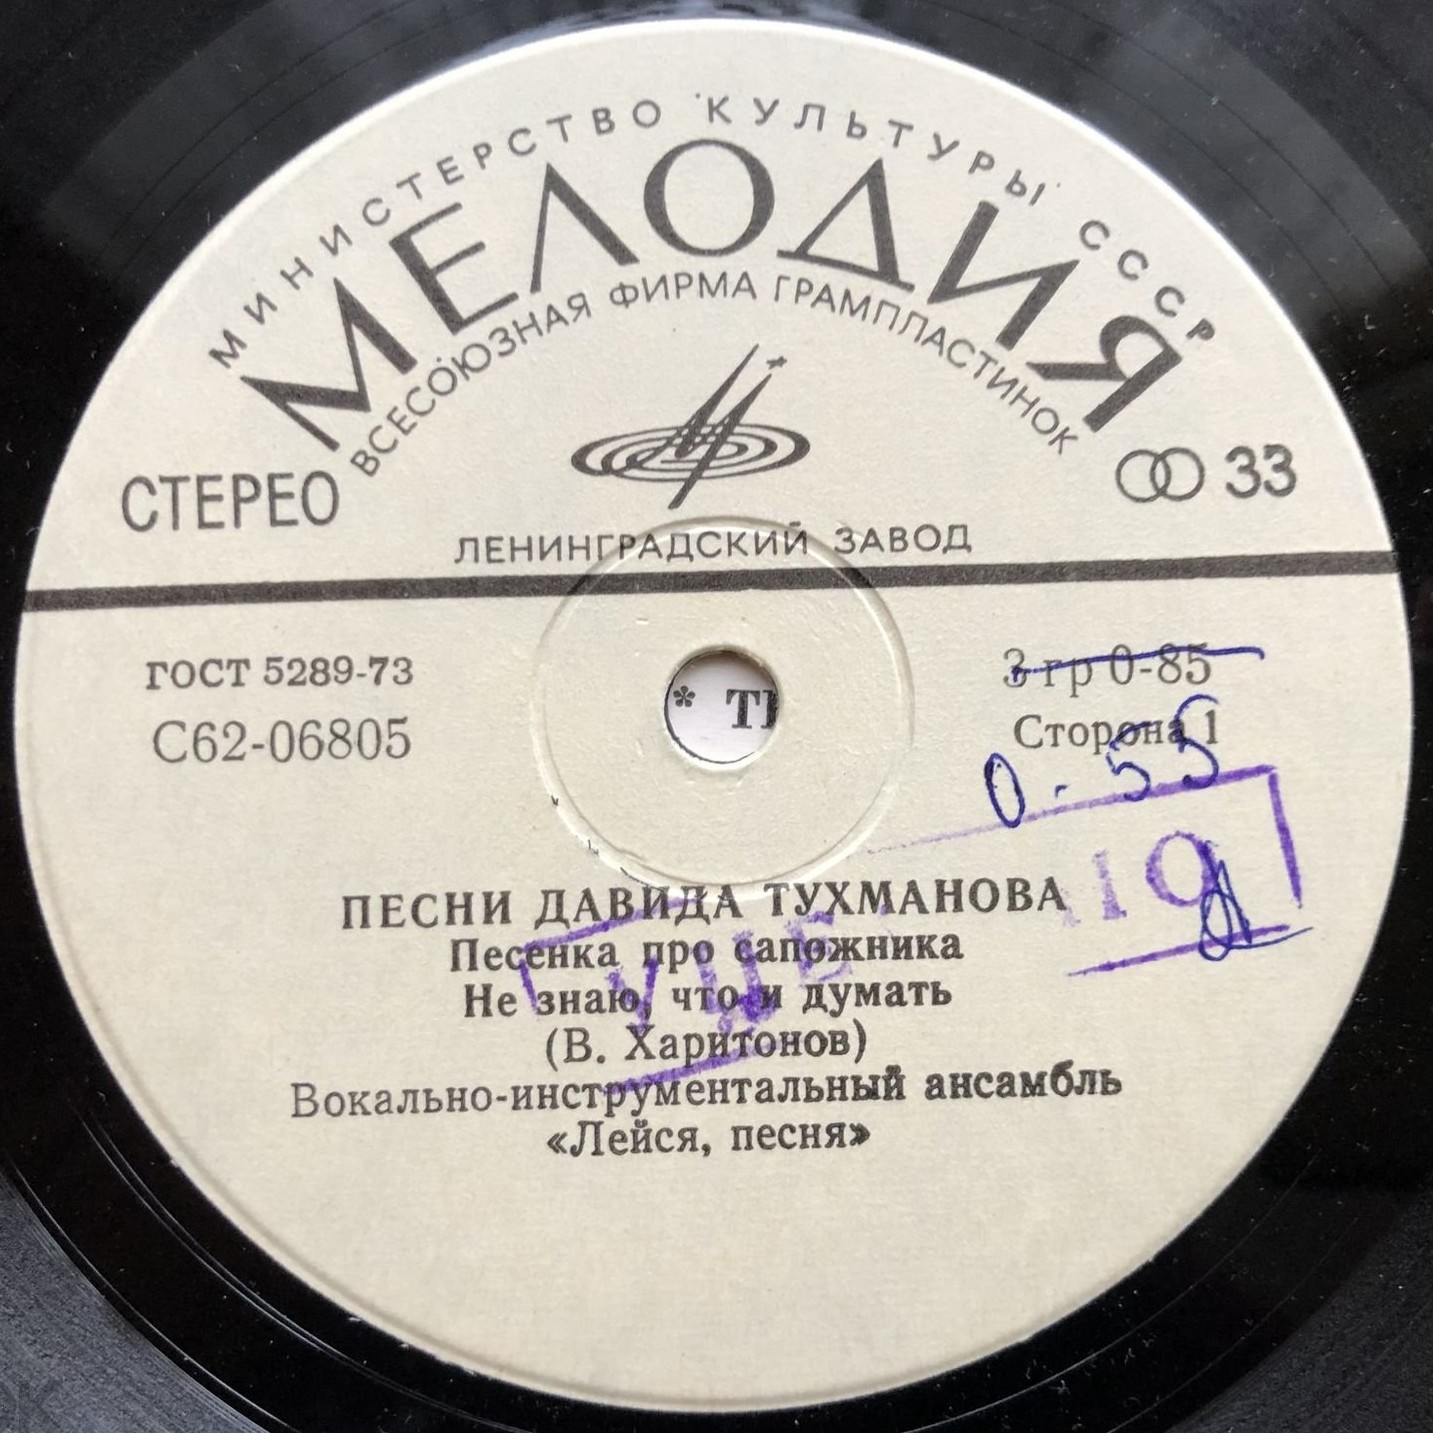 МИНИСТЕРСТВО КУЛЬТУРЫ СССР
МЕЛОДИЯ
ВСЕСОЮЗНАЯ ФИРМА ГРАМПЛАСТИНОК
СТЕРЕО
33
ЛЕНИНГРАДСКИЙ ЗАВОД
ГОСТ 5289-73
3 гр 0-85
С62-06805
Сторона 1
0-55
ПЕСНИ ДАВИДА ТУХМАНОВА
Песенка про сапожника
Не знаю, что и думать
(В. Харитонов)
Вокально-инструментальный ансамбль
«Лейся, песня»